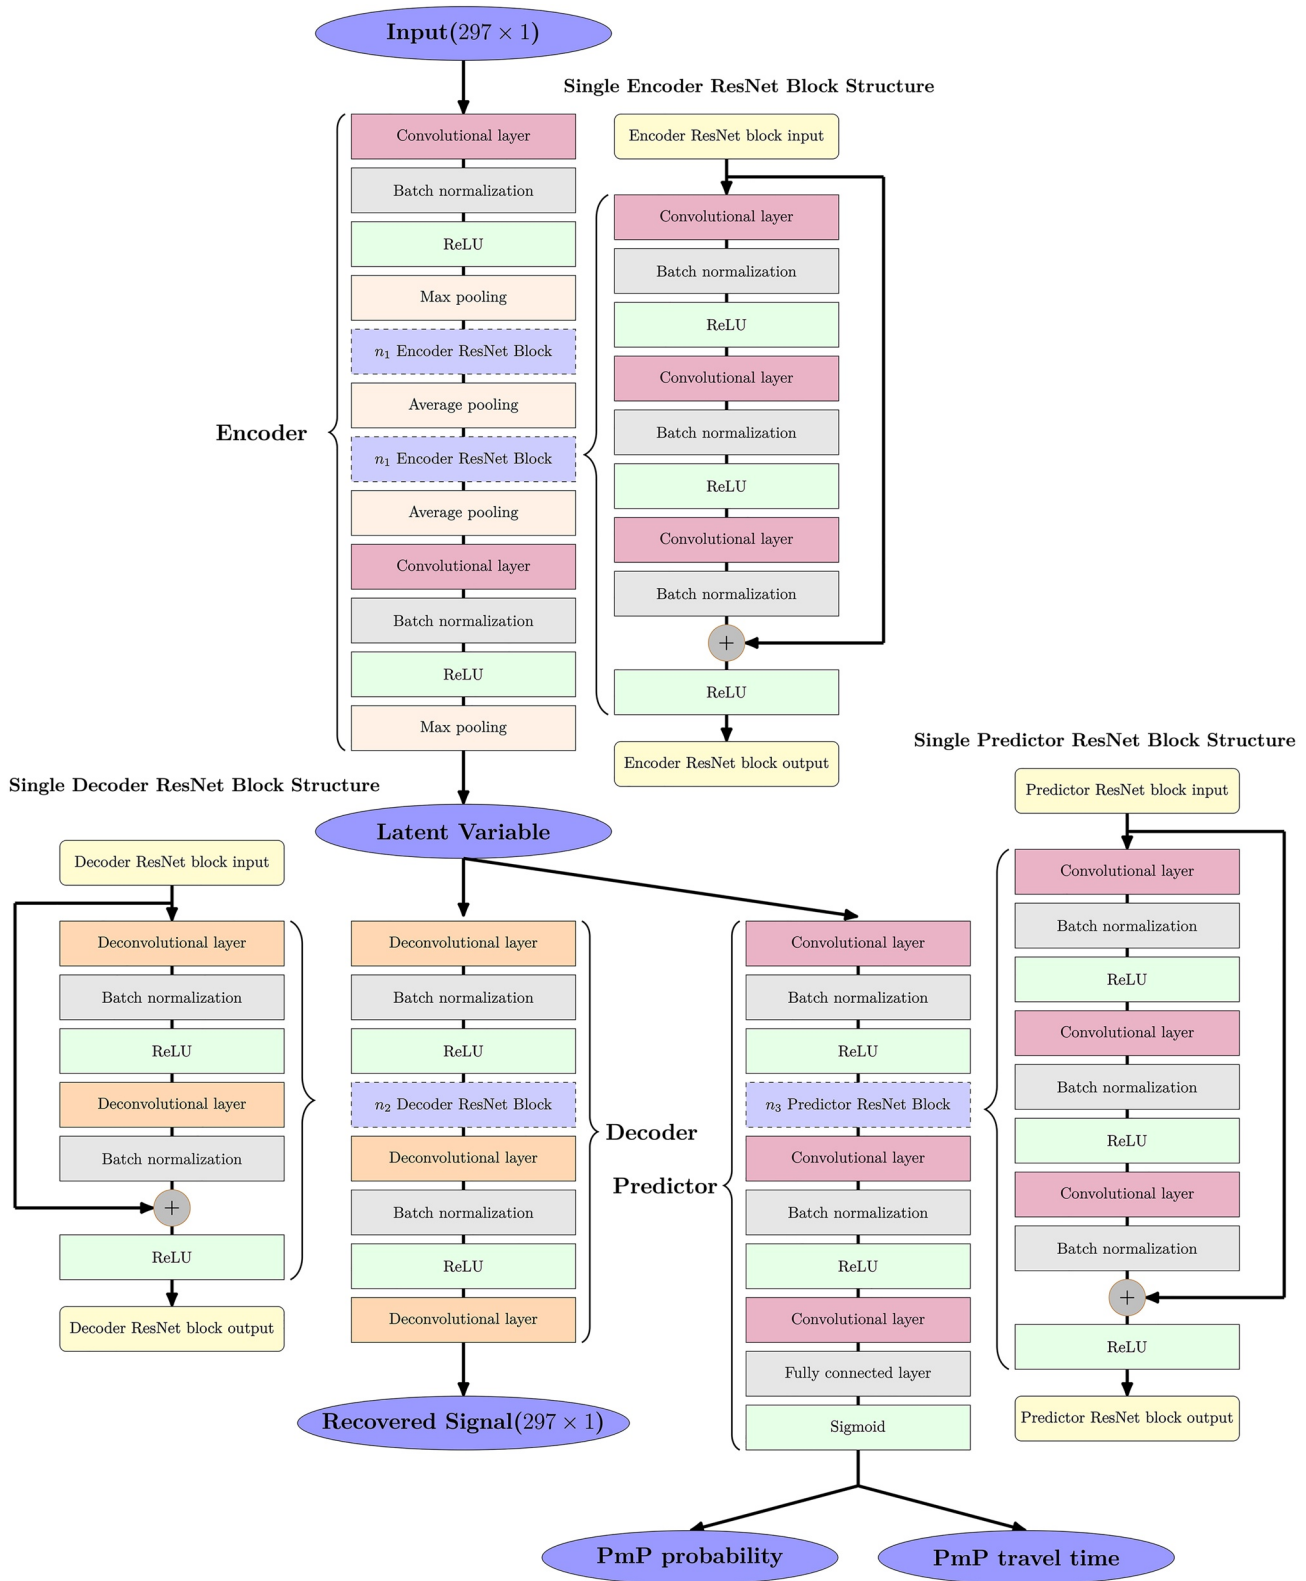 Input(297 × 1)
Single Encoder ResNet Block Structure
Encoder
Convolutional layer
Batch normalization
ReLU
Max pooling
n₁ Encoder ResNet Block
Average pooling
n₁ Encoder ResNet Block
Average pooling
Convolutional layer
Batch normalization
ReLU
Max pooling
Encoder ResNet block input
Convolutional layer
Batch normalization
ReLU
Convolutional layer
Batch normalization
ReLU
Convolutional layer
Batch normalization
+
ReLU
Encoder ResNet block output
Latent Variable
Single Decoder ResNet Block Structure
Decoder ResNet block input
Deconvolutional layer
Batch normalization
ReLU
Deconvolutional layer
Batch normalization
+
ReLU
Decoder ResNet block output
Deconvolutional layer
Batch normalization
ReLU
n₂ Decoder ResNet Block
Deconvolutional layer
Batch normalization
ReLU
Deconvolutional layer
Decoder
Recovered Signal(297 × 1)
Predictor
Convolutional layer
Batch normalization
ReLU
n₃ Predictor ResNet Block
Convolutional layer
Batch normalization
ReLU
Convolutional layer
Fully connected layer
Sigmoid
Single Predictor ResNet Block Structure
Predictor ResNet block input
Convolutional layer
Batch normalization
ReLU
Convolutional layer
Batch normalization
ReLU
Convolutional layer
Batch normalization
+
ReLU
Predictor ResNet block output
PmP probability
PmP travel time